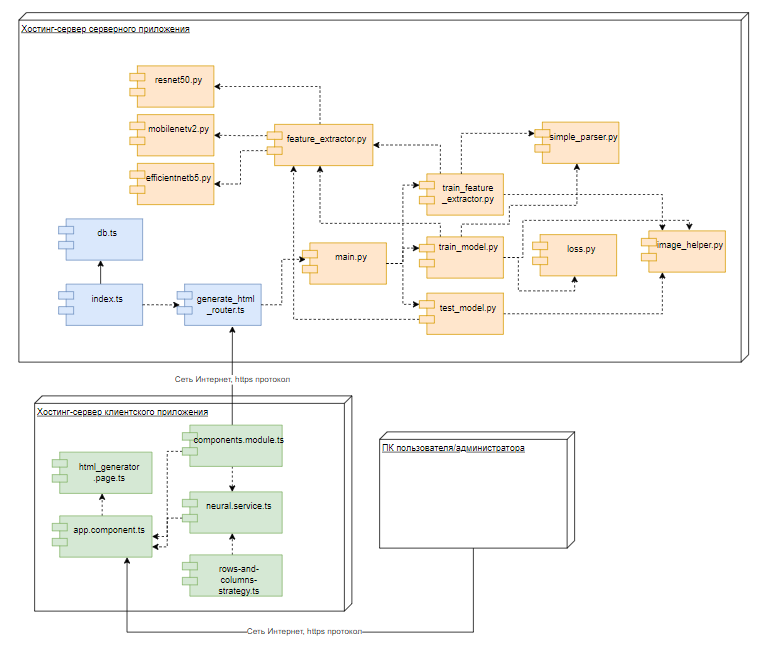 Хостинг-сервер серверного приложения
resnet50.py
mobilenetv2.py
efficientnetb5.py
feature_extractor.py
simple_parser.py
train_feature
_extractor.py
db.ts
main.py
train_model.py
loss.py
image_helper.py
index.ts
generate_html
_router.ts
test_model.py
Сеть Интернет, https протокол
Хостинг-сервер клиентского приложения
components.module.ts
html_generator
.page.ts
neural.service.ts
app.component.ts
rows-and-
columns-
strategy.ts
ПК пользователя/администратора
Сеть Интернет, https протокол